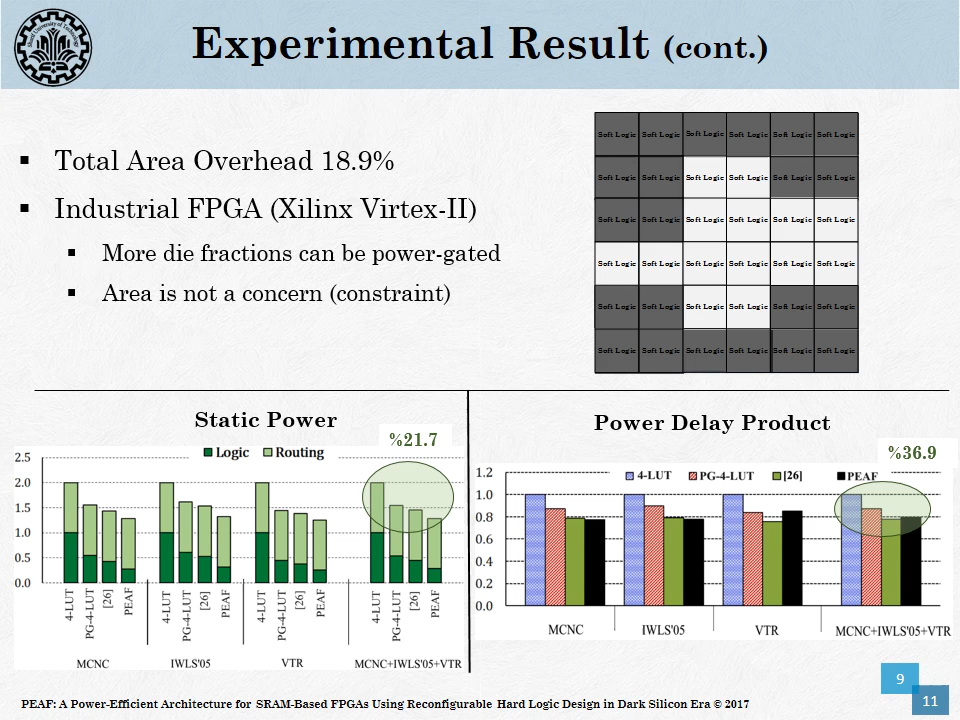 Experimental Result (cont.)
Sharif University of Technology
▪ Total Area Overhead 18.9%
▪ Industrial FPGA (Xilinx Virtex-II)
▪ More die fractions can be power-gated
▪ Area is not a concern (constraint)
Soft Logic Soft Logic Soft Logic Soft Logic Soft Logic Soft Logic
Soft Logic Soft Logic Soft Logic Soft Logic Soft Logic Soft Logic
Soft Logic Soft Logic Soft Logic Soft Logic Soft Logic Soft Logic
Soft Logic Soft Logic Soft Logic Soft Logic Soft Logic Soft Logic
Soft Logic Soft Logic Soft Logic Soft Logic Soft Logic Soft Logic
Soft Logic Soft Logic Soft Logic Soft Logic Soft Logic Soft Logic
Static Power
%21.7
Logic Routing
2.5
2.0
1.5
1.0
0.5
0.0
4-LUT PG-4-LUT [26] PEAF 4-LUT PG-4-LUT [26] PEAF 4-LUT PG-4-LUT [26] PEAF 4-LUT PG-4-LUT [26] PEAF
MCNC IWLS'05 VTR MCNC+IWLS'05+VTR
Power Delay Product
%36.9
4-LUT PG-4-LUT [26] PEAF
1.2
1.0
0.8
0.6
0.4
0.2
0.0
MCNC IWLS'05 VTR MCNC+IWLS'05+VTR
9
11
PEAF: A Power-Efficient Architecture for SRAM-Based FPGAs Using Reconfigurable Hard Logic Design in Dark Silicon Era © 2017